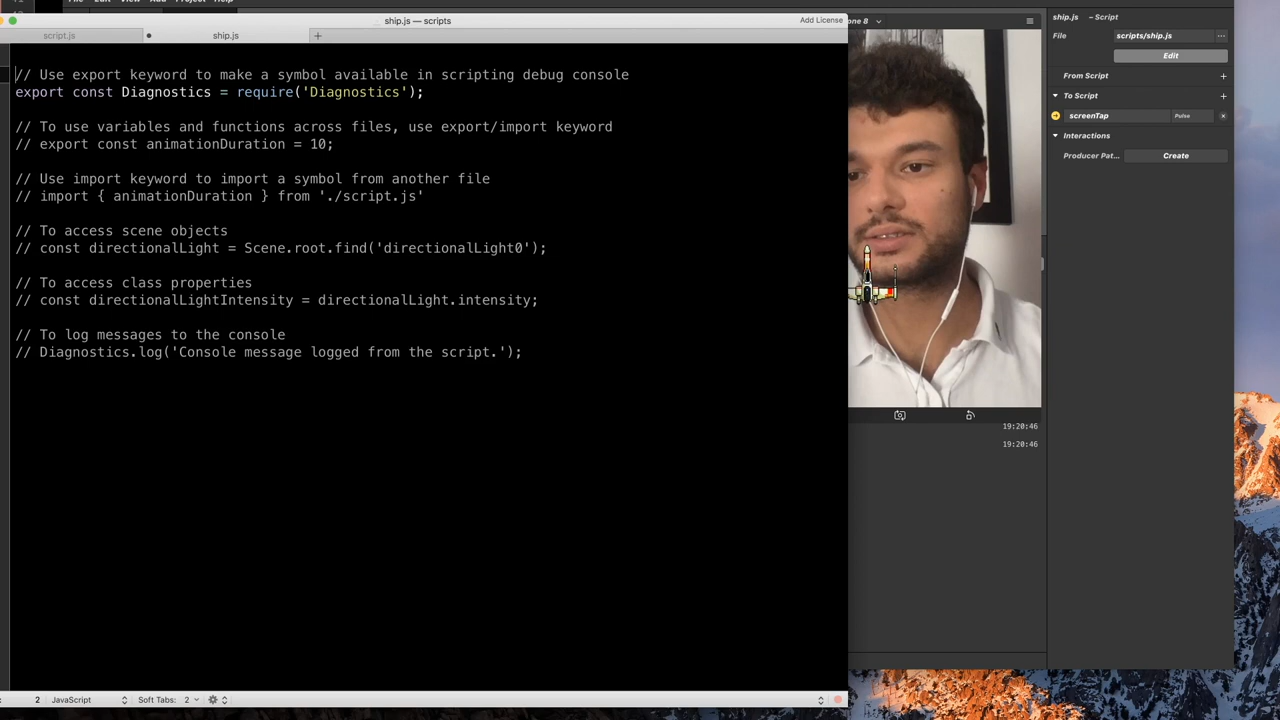 ship.js — scripts
Add License
script.js
ship.js
// Use export keyword to make a symbol available in scripting debug console
export const Diagnostics = require('Diagnostics');
// To use variables and functions across files, use export/import keyword
// export const animationDuration = 10;
// Use import keyword to import a symbol from another file
// import { animationDuration } from './script.js'
// To access scene objects
// const directionalLight = Scene.root.find('directionalLight0');
// To access class properties
// const directionalLightIntensity = directionalLight.intensity;
// To log messages to the console
// Diagnostics.log('Console message logged from the script.');
2
JavaScript
Soft Tabs: 2
one 8
19:20:46
19:20:46
ship.js – Script
File
scripts/ship.js
Edit
From Script
To Script
screenTap
Pulse
Interactions
Producer Pat...
Create